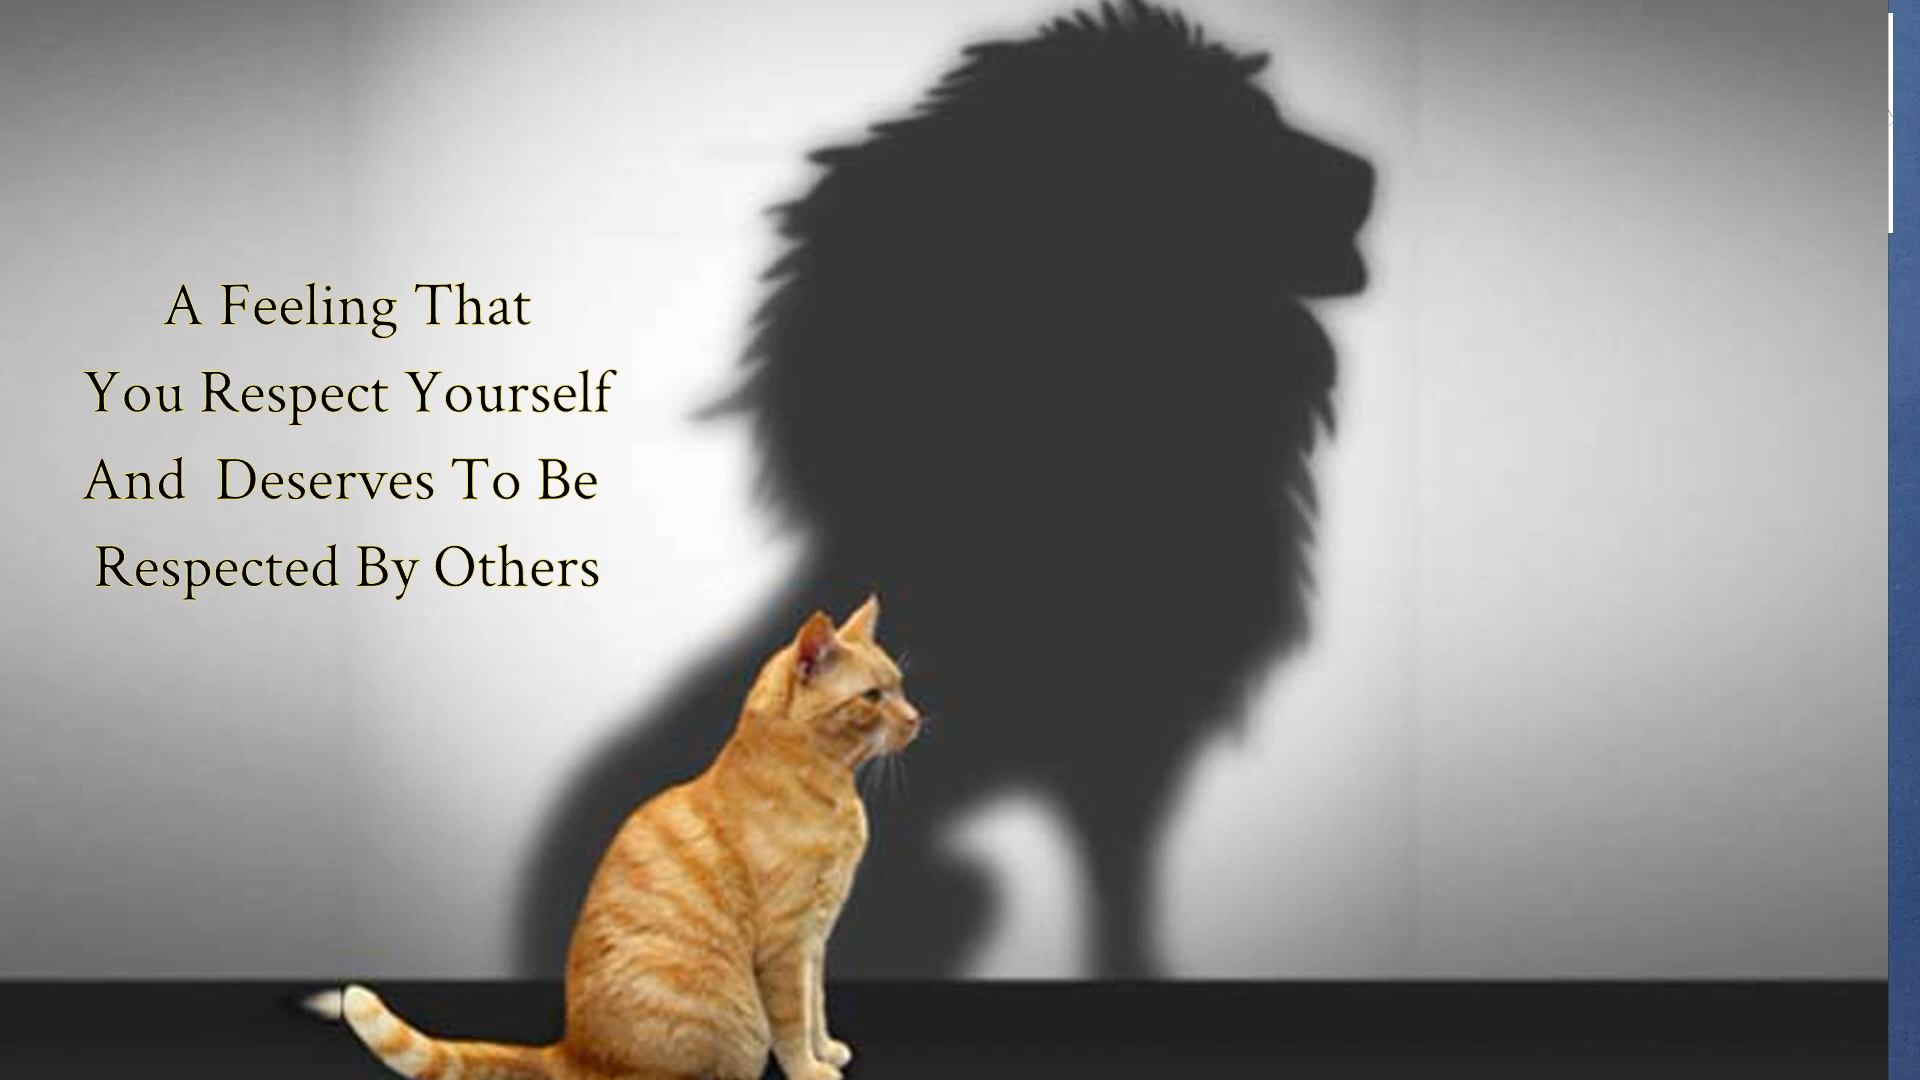 A Feeling That
You Respect Yourself
And  Deserves To Be
Respected By Others